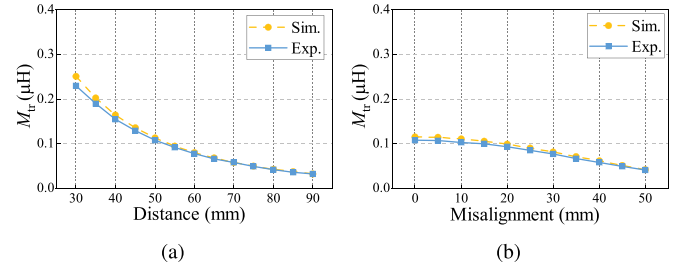 0.4
0.3
0.2
0.1
0.0
M_tr (μH)
Sim.
Exp.
30 40 50 60 70 80 90
Distance (mm)
(a)
0.4
0.3
0.2
0.1
0.0
M_tr (μH)
Sim.
Exp.
0 10 20 30 40 50
Misalignment (mm)
(b)